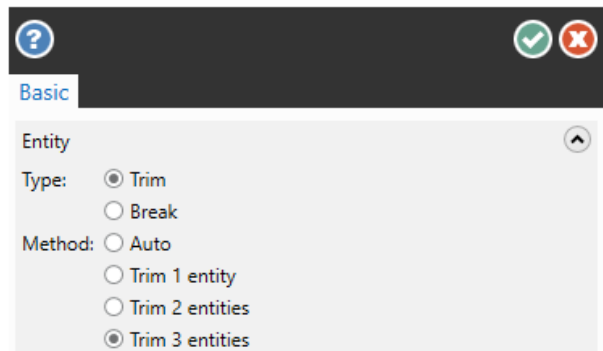 Basic
Entity
Type: Trim
Break
Method: Auto
Trim 1 entity
Trim 2 entities
Trim 3 entities